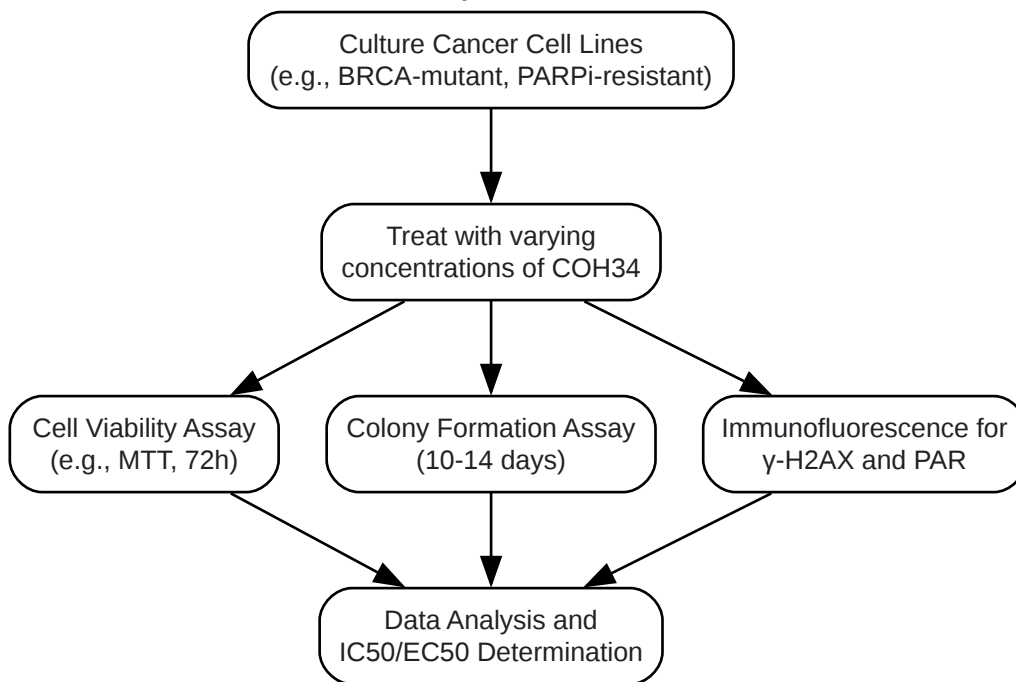 Culture Cancer Cell Lines
(e.g., BRCA-mutant, PARPi-resistant)
Treat with varying
concentrations of COH34
Cell Viability Assay
(e.g., MTT, 72h)
Colony Formation Assay
(10-14 days)
Immunofluorescence for
γ-H2AX and PAR
Data Analysis and
IC50/EC50 Determination